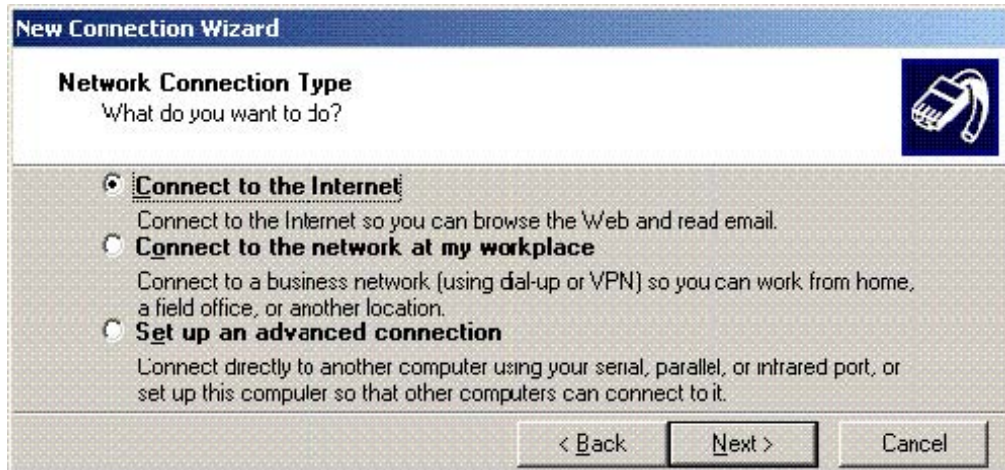 New Connection Wizard
Network Connection Type
What do you want to do?
Connect to the Internet
Connect to the Internet so you can browse the Web and read email.
Connect to the network at my workplace
Connect to a business network (using dial-up or VPN) so you can work from home,
a field office, or another location.
Set up an advanced connection
Connect directly to another computer using your serial, parallel, or infrared port, or
set up this computer so that other computers can connect to it.
< Back Next > Cancel